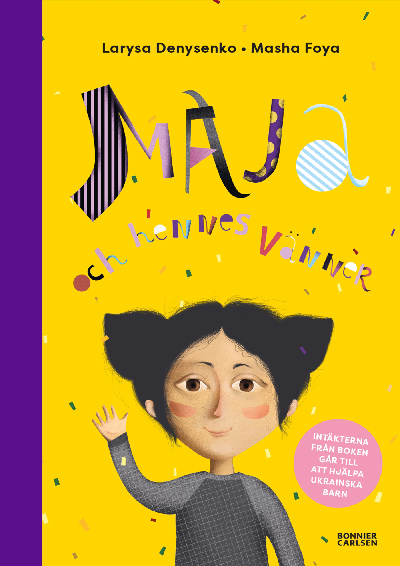 Larysa Denysenko • Masha Foya
MAJa
och hennes vänner
INTÄKTERNA
FRÅN BOKEN
GÅR TILL
ATT HJÄLPA
UKRAINSKA
BARN
BONNIER
CARLSEN